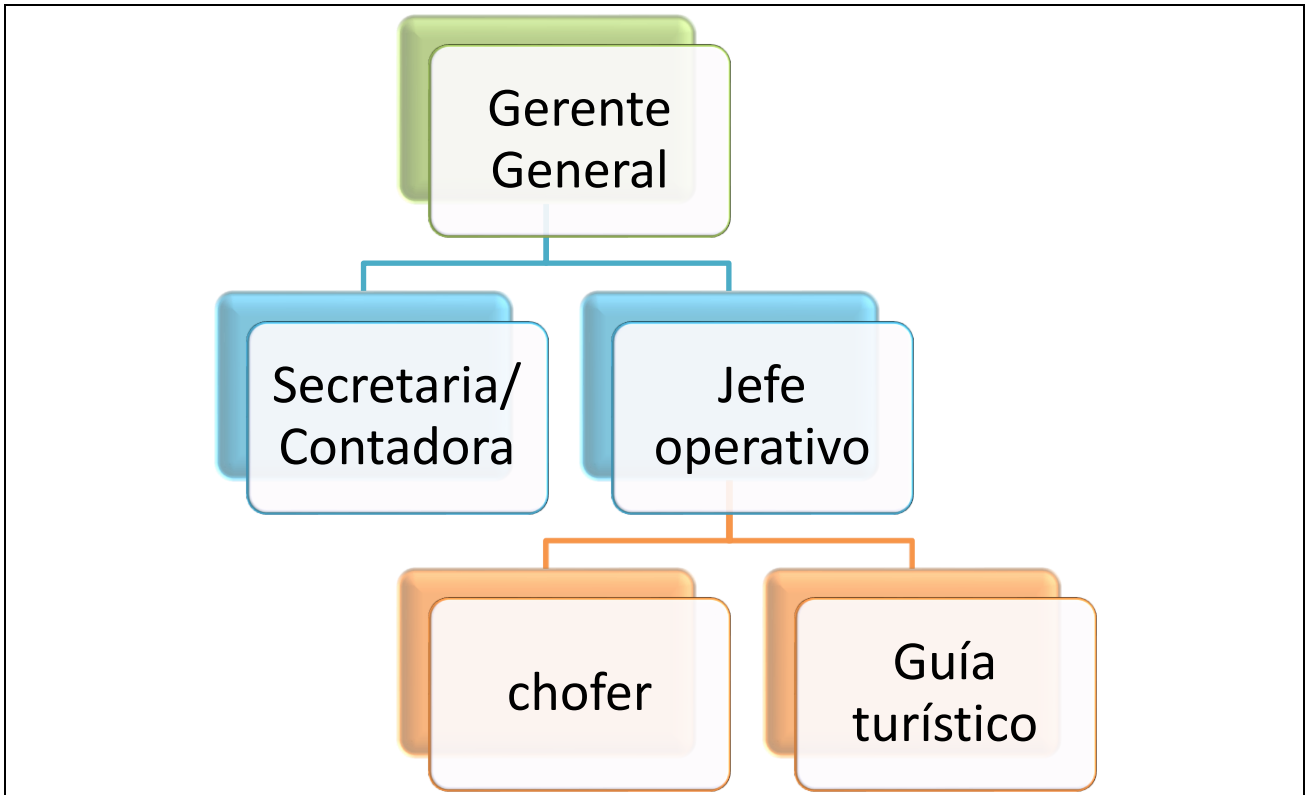 Gerente
General
Secretaria/
Contadora
Jefe
operativo
chofer
Guía
turístico